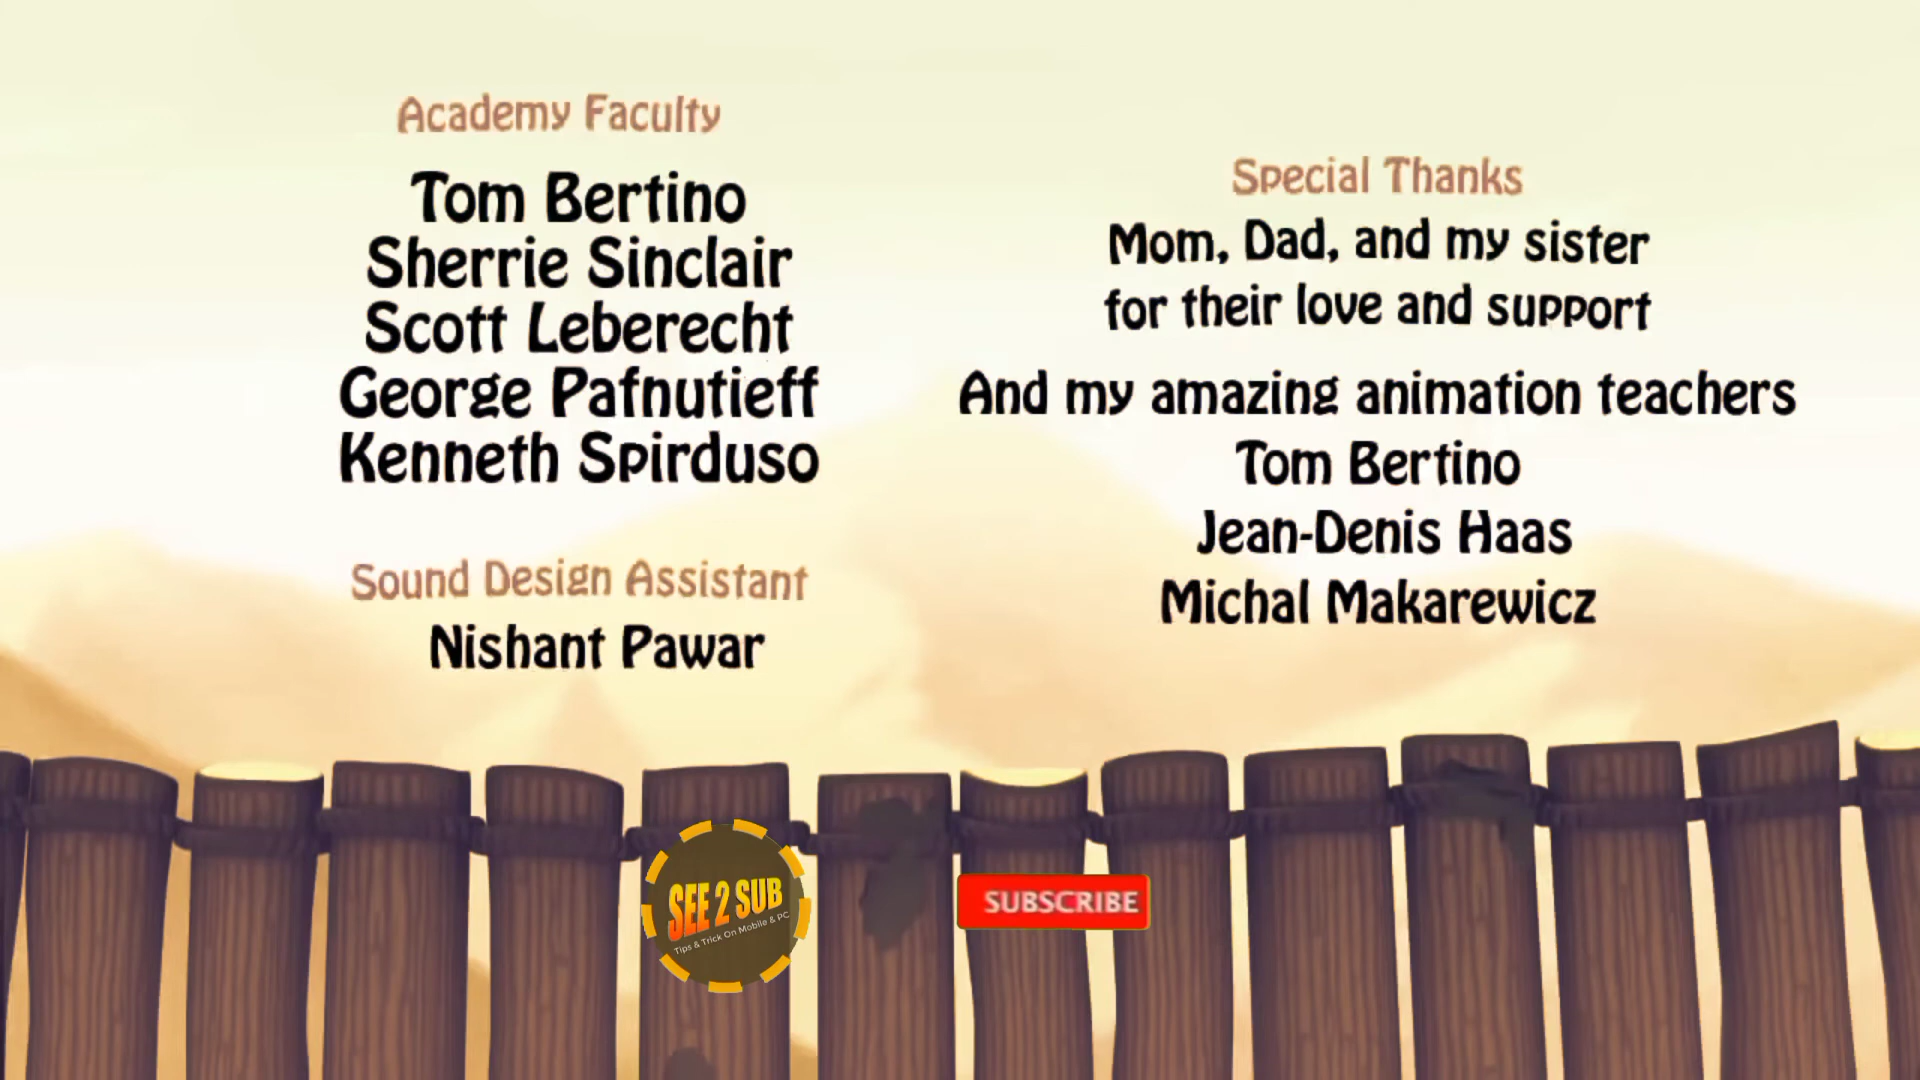 Academy Faculty
Tom Bertino
Sherrie Sinclair
Scott Leberecht
George Pafnutieff
Kenneth Spirduso
Sound Design Assistant
Nishant Pawar
Special Thanks
Mom, Dad, and my sister
for their love and support
And my amazing animation teachers
Tom Bertino
Jean-Denis Haas
Michal Makarewicz
SEE 2 SUB
Tips & Trick On Mobile & PC
SUBSCRIBE